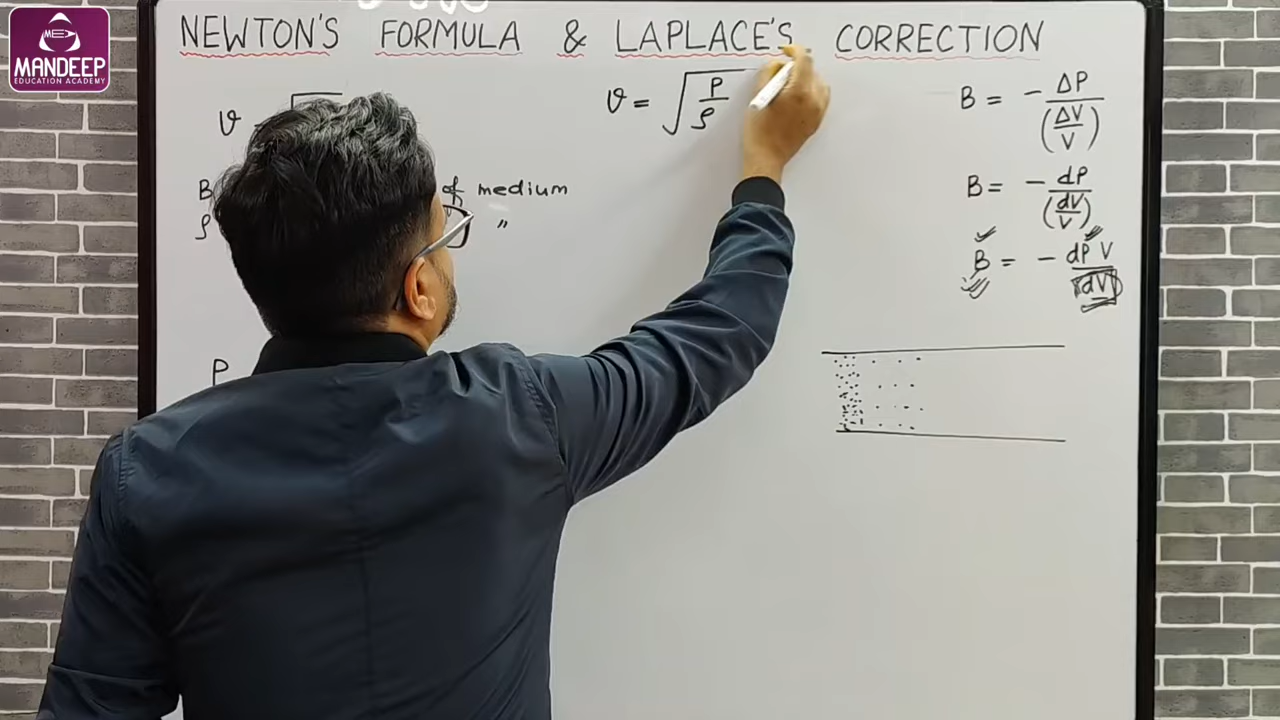 MANDEEP
EDUCATION ACADEMY
NEWTON'S FORMULA & LAPLACE'S CORRECTION
v
v = √(P/ρ)
B = - ΔP/(ΔV/V)
B of medium
ρ "
B = - dP/(dV/V)
B = - dP V/dV
P